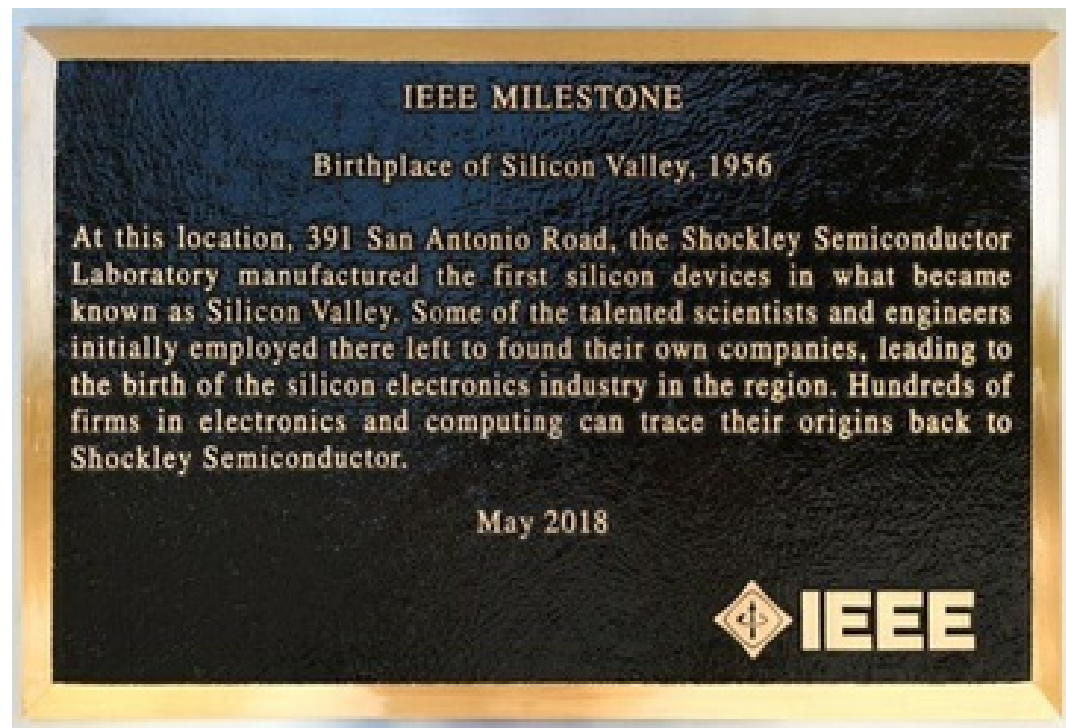 IEEE MILESTONE
Birthplace of Silicon Valley, 1956
At this location, 391 San Antonio Road, the Shockley Semiconductor
Laboratory manufactured the first silicon devices in what became
known as Silicon Valley. Some of the talented scientists and engineers
initially employed there left to found their own companies, leading to
the birth of the silicon electronics industry in the region. Hundreds of
firms in electronics and computing can trace their origins back to
Shockley Semiconductor.
May 2018
IEEE